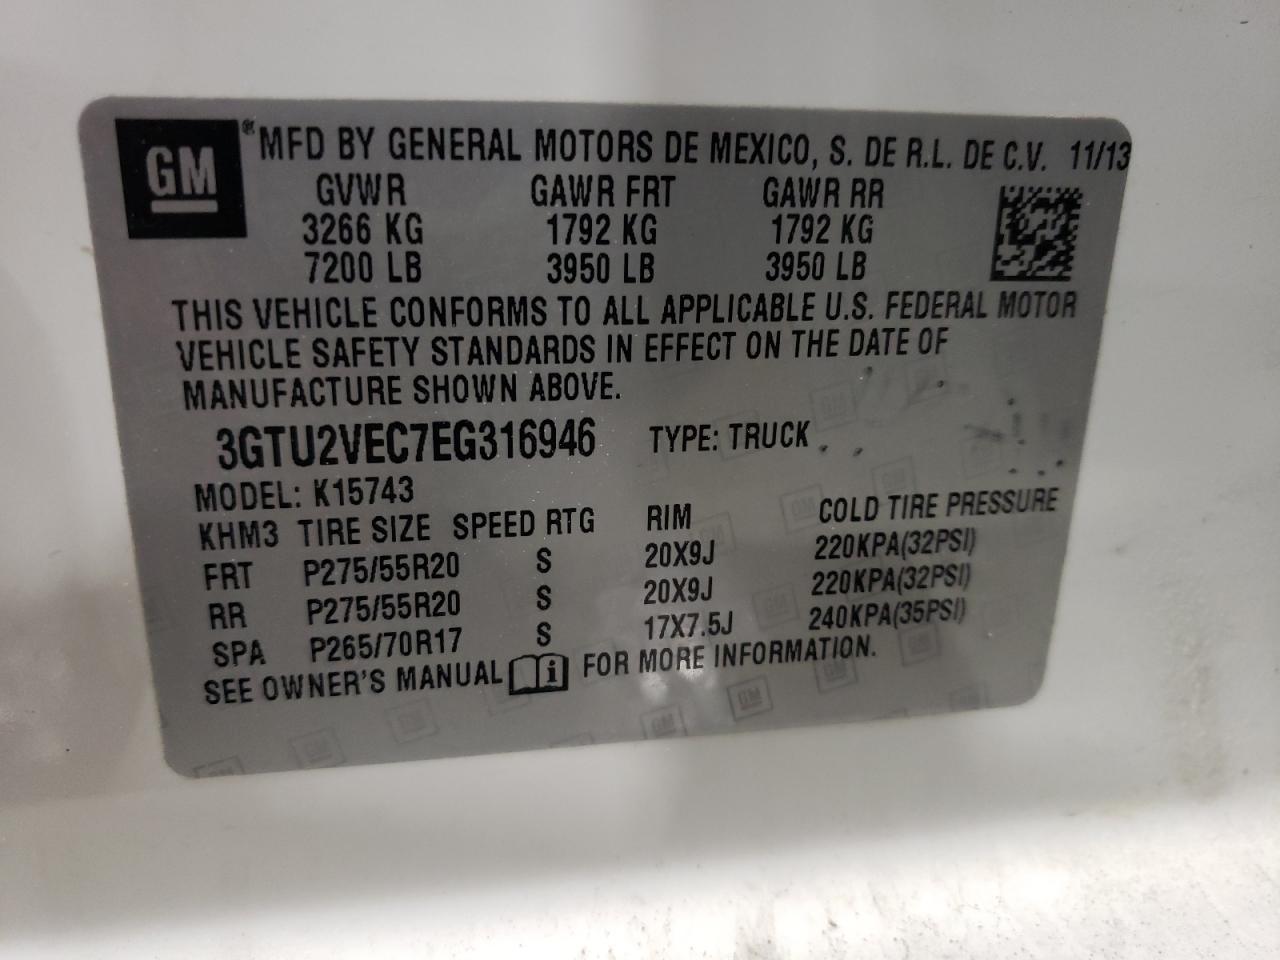 GM ® MFD BY GENERAL MOTORS DE MEXICO, S. DE R.L. DE C.V. 11/13
GVWR GAWR FRT GAWR RR
3266 KG 1792 KG 1792 KG
7200 LB 3950 LB 3950 LB
THIS VEHICLE CONFORMS TO ALL APPLICABLE U.S. FEDERAL MOTOR
VEHICLE SAFETY STANDARDS IN EFFECT ON THE DATE OF
MANUFACTURE SHOWN ABOVE.
3GTU2VEC7EG316946 TYPE: TRUCK
MODEL: K15743
KHM3 TIRE SIZE SPEED RTG RIM COLD TIRE PRESSURE
FRT P275/55R20 S 20X9J 220KPA(32PSI)
RR P275/55R20 S 20X9J 220KPA(32PSI)
SPA P265/70R17 S 17X7.5J 240KPA(35PSI)
SEE OWNER'S MANUAL i FOR MORE INFORMATION.